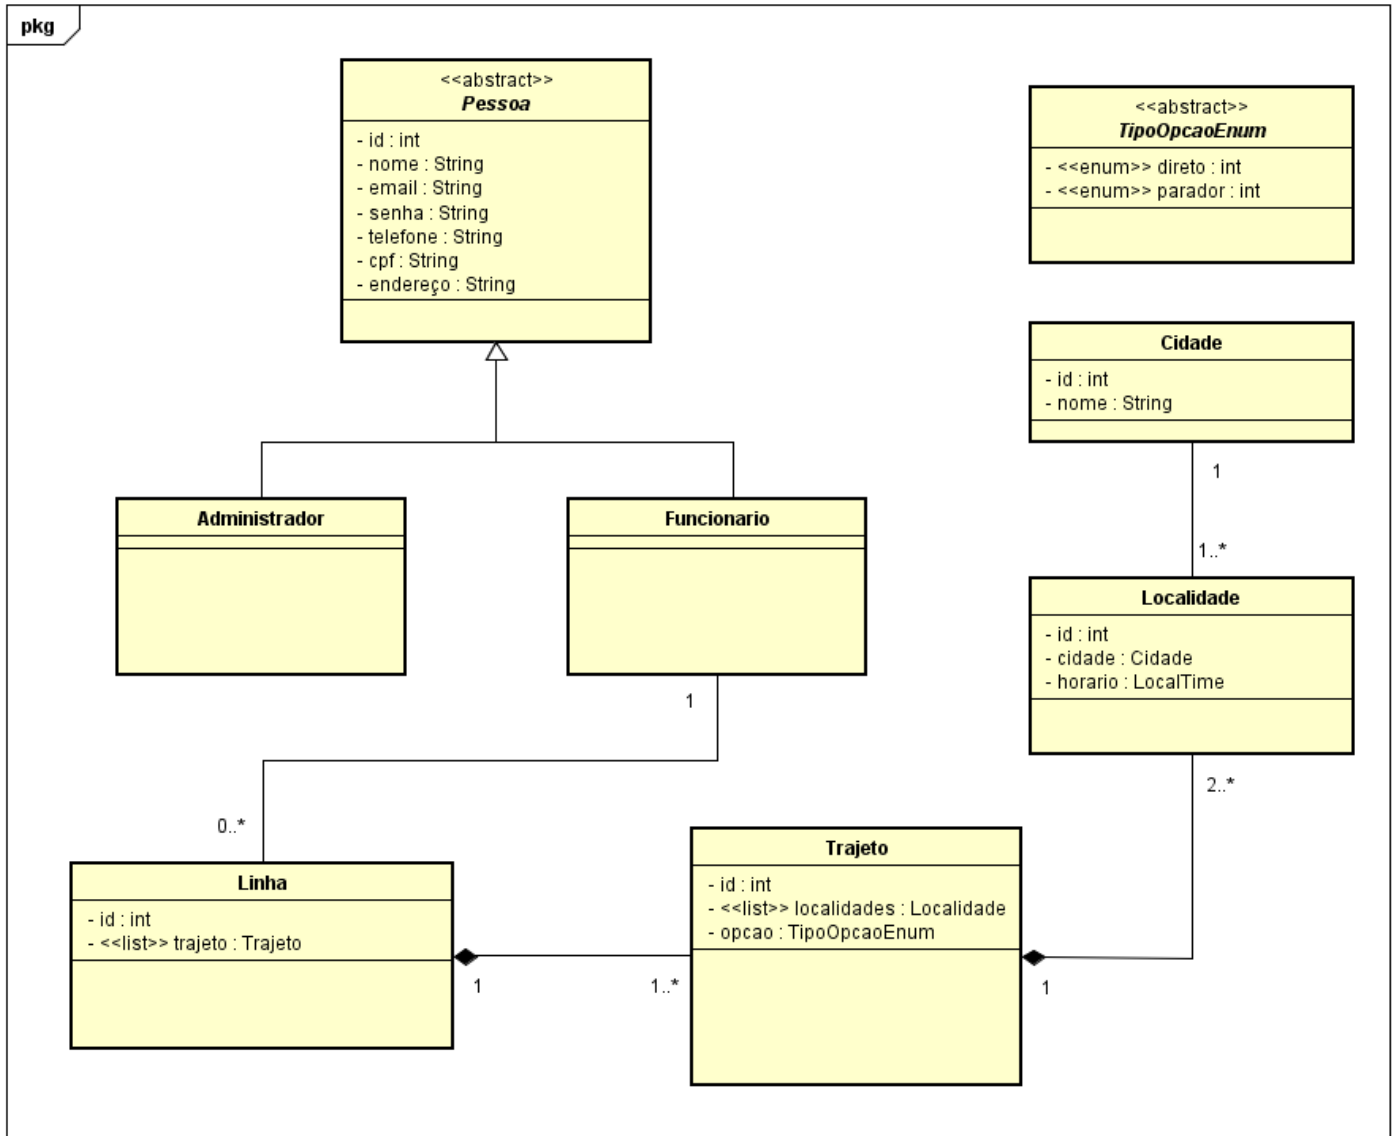 pkg
<<abstract>>
Pessoa
- id : int
- nome : String
- email : String
- senha : String
- telefone : String
- cpf : String
- endereço : String
<<abstract>>
TipoOpcaoEnum
- <<enum>> direto : int
- <<enum>> parador : int
Cidade
- id : int
- nome : String
1
1..*
Administrador
Funcionario
Localidade
- id : int
- cidade : Cidade
- horario : LocalTime
1
2..*
0..*
Linha
- id : int
- <<list>> trajeto : Trajeto
1
1..*
Trajeto
- id : int
- <<list>> localidades : Localidade
- opcao : TipoOpcaoEnum
1